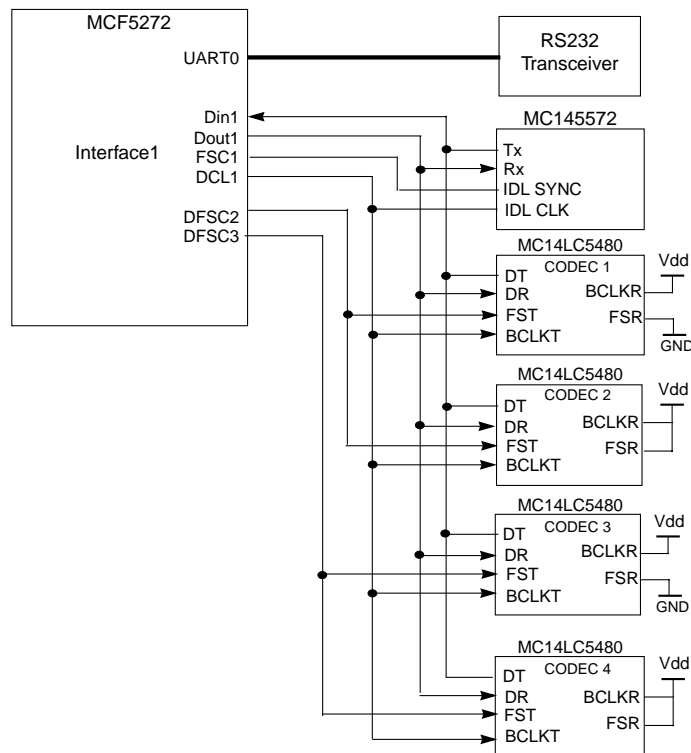 MCF5272
UART0
RS232
Transceiver
Din1
Dout1
Interface1
FSC1
DCL1
DFSC2
DFSC3
MC145572
Tx
Rx
IDL SYNC
IDL CLK
MC14LC5480
CODEC 1
DT
DR
FST
BCLKT
BCLKR
FSR
Vdd
GND
MC14LC5480
CODEC 2
DT
DR
FST
BCLKT
BCLKR
FSR
Vdd
MC14LC5480
CODEC 3
DT
DR
FST
BCLKT
BCLKR
FSR
Vdd
GND
MC14LC5480
CODEC 4
DT
DR
FST
BCLKT
BCLKR
FSR
Vdd